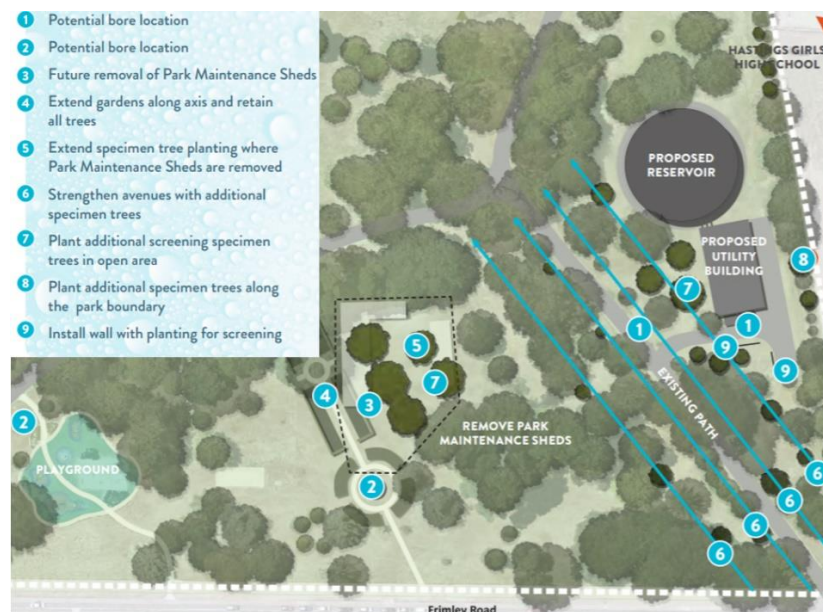 1 Potential bore location
2 Potential bore location
3 Future removal of Park Maintenance Sheds
4 Extend gardens along axis and retain
all trees
5 Extend specimen tree planting where
Park Maintenance Sheds are removed
6 Strengthen avenues with additional
specimen trees
7 Plant additional screening specimen
trees in open area
8 Plant additional specimen trees along
the park boundary
9 Install wall with planting for screening
HASTINGS GIRLS
HIGH SCHOOL
PROPOSED
RESERVOIR
PROPOSED
UTILITY
BUILDING
8
7
1
1
5
9
7
9
4
3
EXISTING PATH
2
REMOVE PARK
MAINTENANCE SHEDS
PLAYGROUND
2
6
6
6
6
Frimley Road